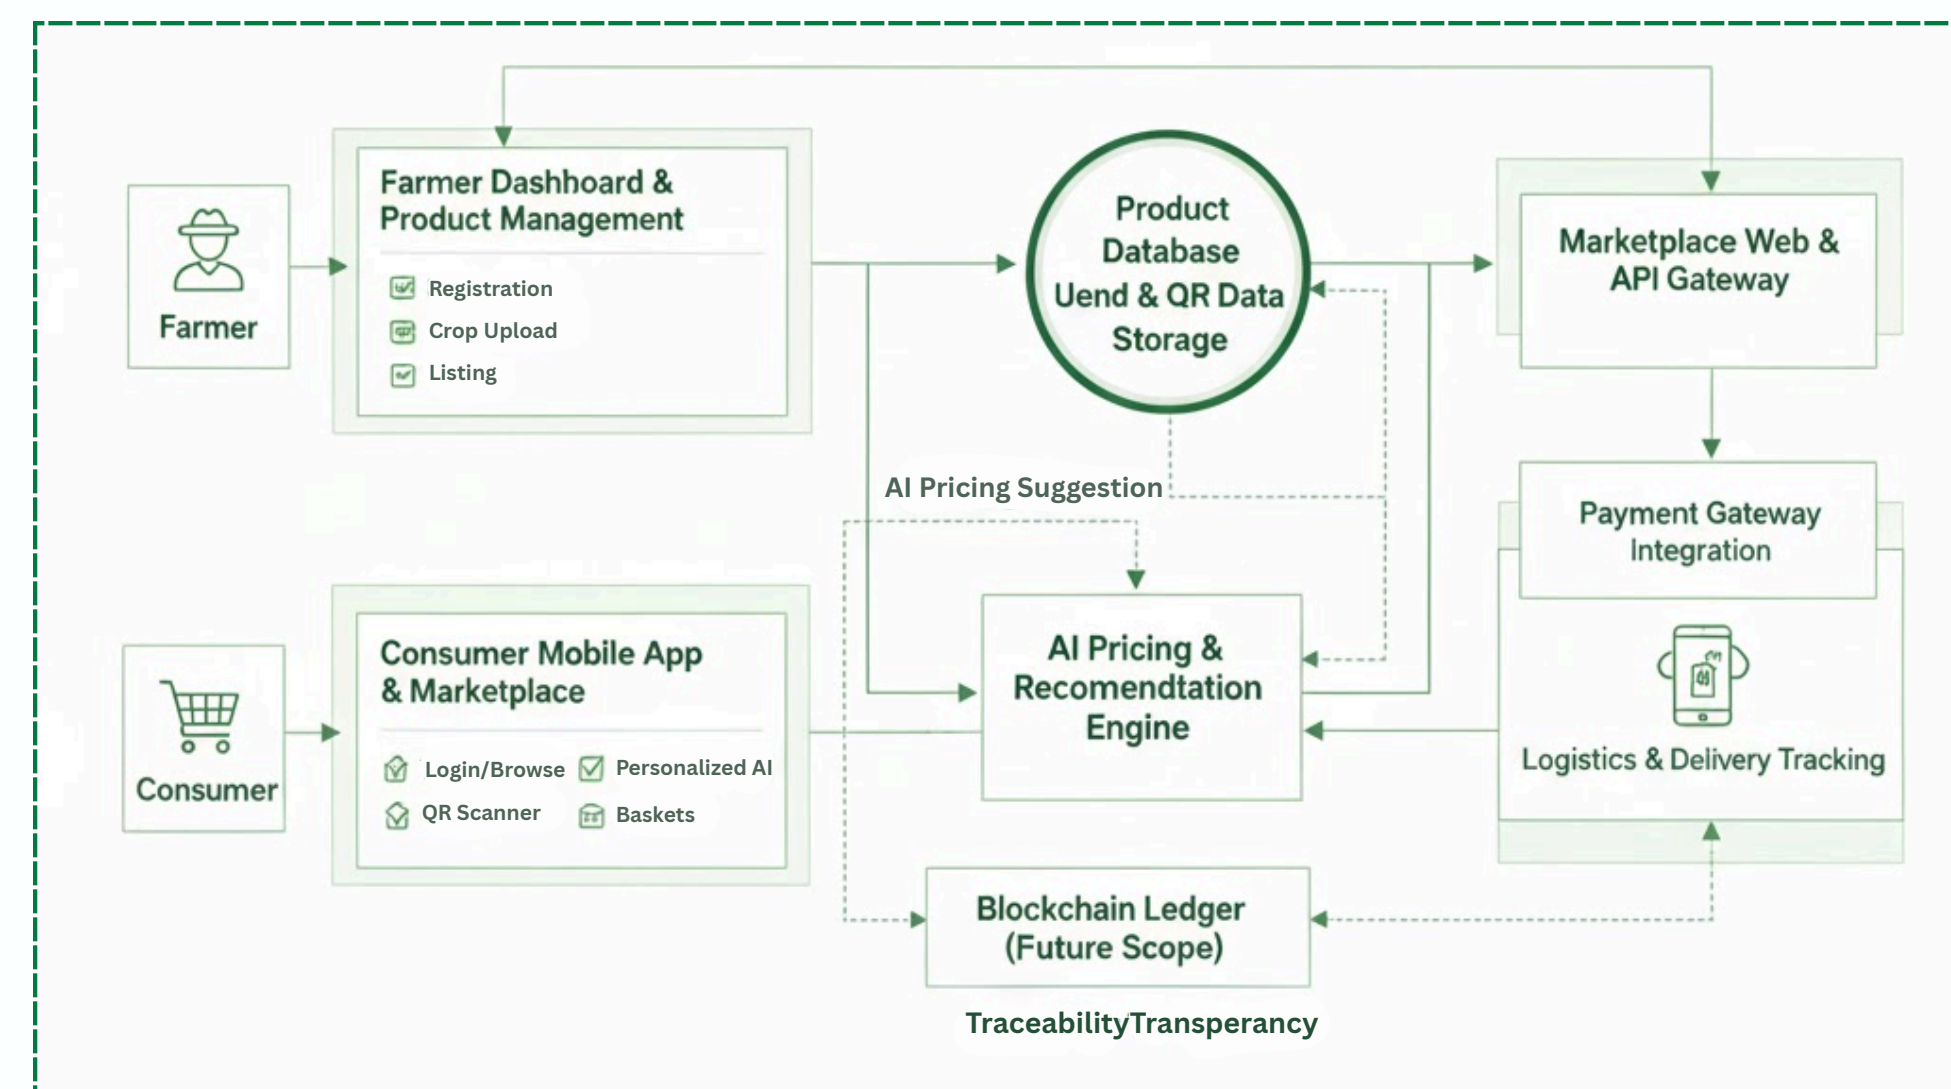 Farmer
Farmer Dashhoard &
Product Management
Registration
Crop Upload
Listing
Product
Database
Uend & QR Data
Storage
Marketplace Web &
API Gateway
AI Pricing Suggestion
Payment Gateway
Integration
Consumer
Consumer Mobile App
& Marketplace
Login/Browse
Personalized AI
QR Scanner
Baskets
AI Pricing &
Recomendtation
Engine
Logistics & Delivery Tracking
Blockchain Ledger
(Future Scope)
TraceabilityTransperancy